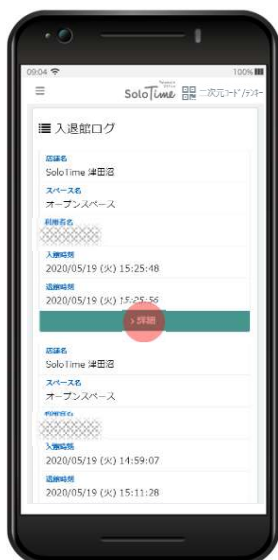 09:04 100%
SoloTime 二次元コード/テンキー
入退館ログ
店舗名
SoloTime 津田沼
スペース名
オープンスペース
利用者名
入館時刻
2020/05/19 (火) 15:25:48
退館時刻
2020/05/19 (火) 15:25:56
› 詳細
店舗名
SoloTime 津田沼
スペース名
オープンスペース
利用者名
入館時刻
2020/05/19 (火) 14:59:07
退館時刻
2020/05/19 (火) 15:11:28